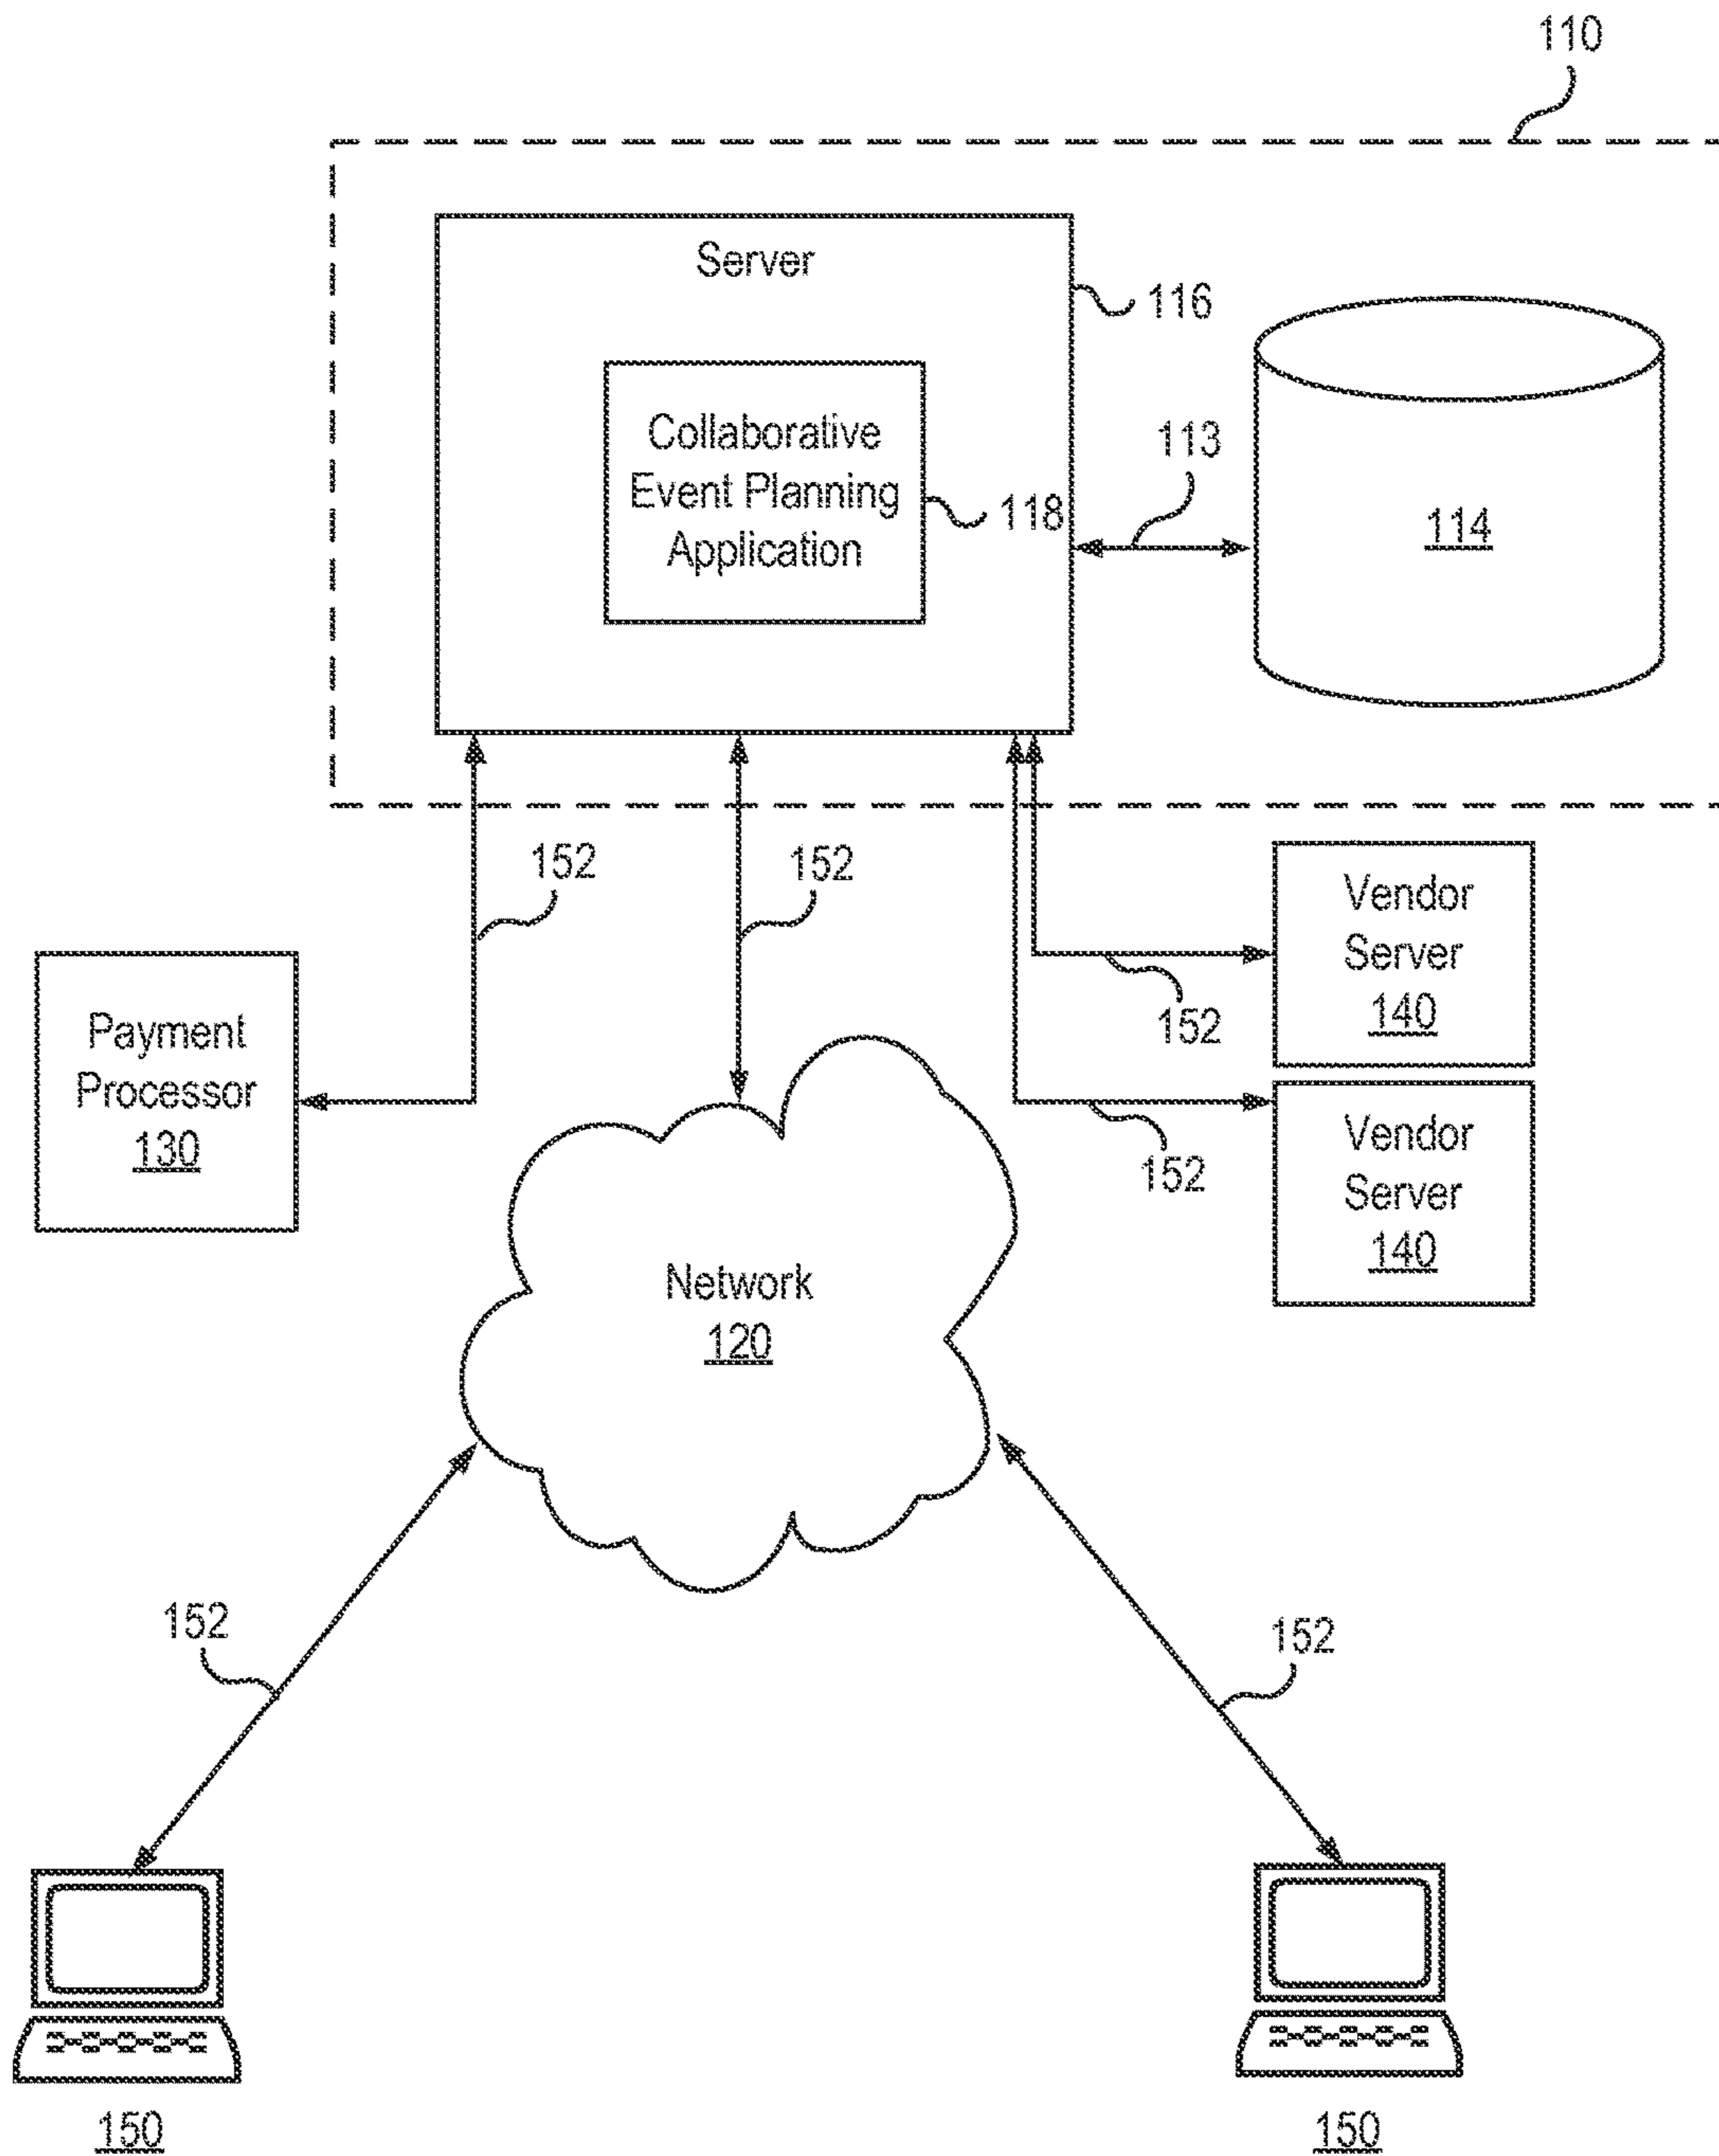 110
Server
116
Collaborative
Event Planning
Application
118
113
114
152
152
Vendor
Server
140
152
Payment
Processor
130
Vendor
Server
140
152
Network
120
152
152
150
150